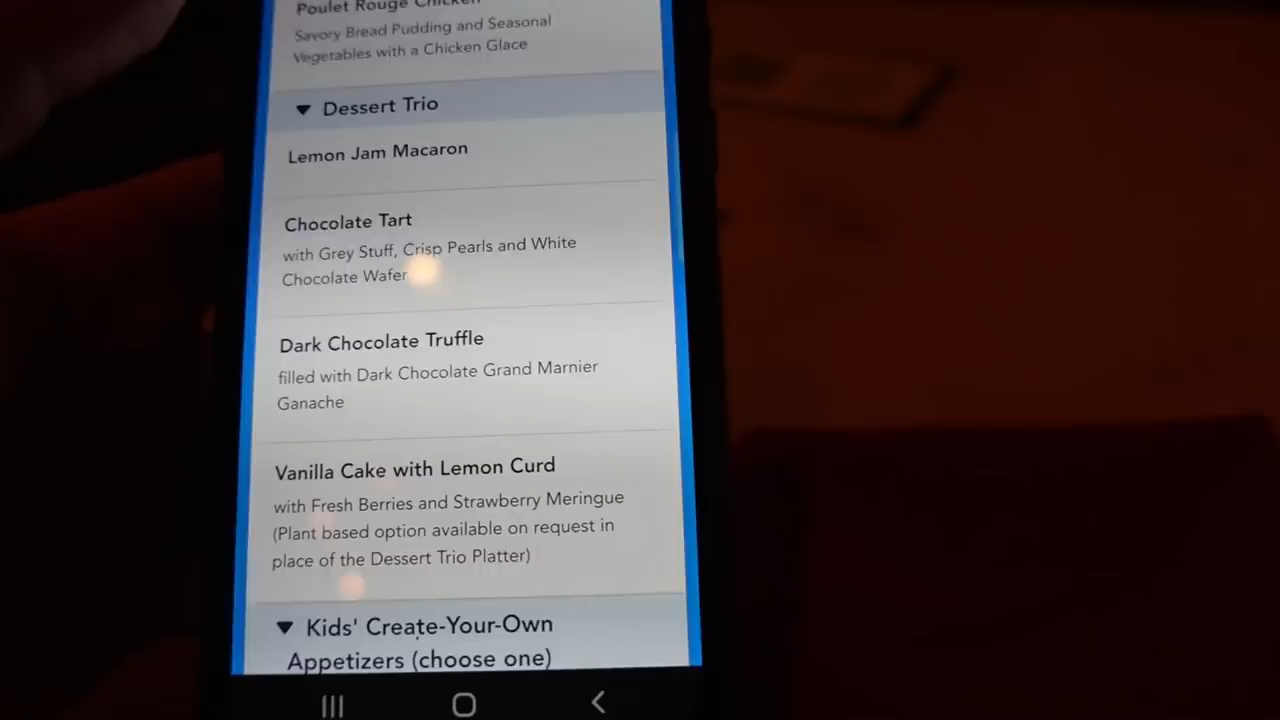 Poulet Rouge Chicken
Savory Bread Pudding and Seasonal
Vegetables with a Chicken Glace
Dessert Trio
Lemon Jam Macaron
Chocolate Tart
with Grey Stuff, Crisp Pearls and White
Chocolate Wafer
Dark Chocolate Truffle
filled with Dark Chocolate Grand Marnier
Ganache
Vanilla Cake with Lemon Curd
with Fresh Berries and Strawberry Meringue
(Plant based option available on request in
place of the Dessert Trio Platter)
Kids' Create-Your-Own
Appetizers (choose one)